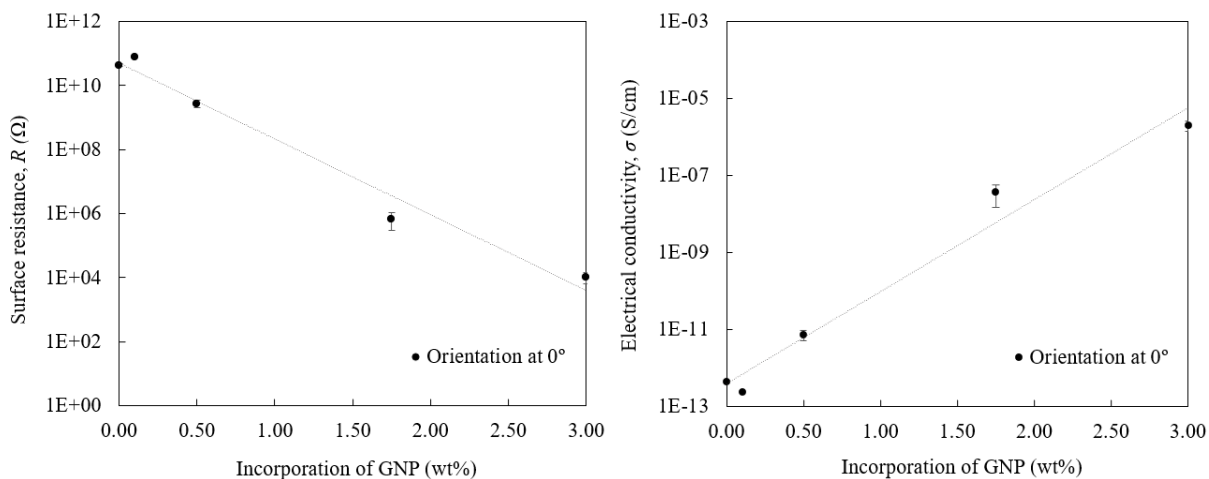 1E+12
1E+10
1E+08
1E+06
1E+04
1E+02
1E+00
Surface resistance, R (Ω)
Orientation at 0º
0.00 0.50 1.00 1.50 2.00 2.50 3.00
Incorporation of GNP (wt%)
1E-03
1E-05
1E-07
1E-09
1E-11
1E-13
Electrical conductivity, σ (S/cm)
Orientation at 0º
0.00 0.50 1.00 1.50 2.00 2.50 3.00
Incorporation of GNP (wt%)